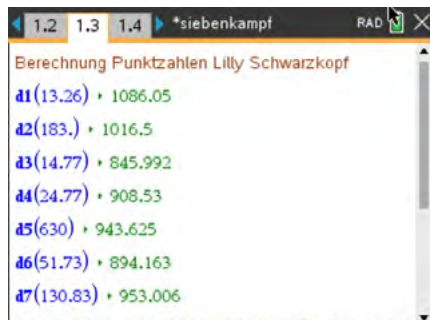 1.2 1.3 1.4 *siebenkampf RAD
Berechnung Punktzahlen Lilly Schwarzkopf
d1(13.26) ▸ 1086.05
d2(183.) ▸ 1016.5
d3(14.77) ▸ 845.992
d4(24.77) ▸ 908.53
d5(630) ▸ 943.625
d6(51.73) ▸ 894.163
d7(130.83) ▸ 953.006